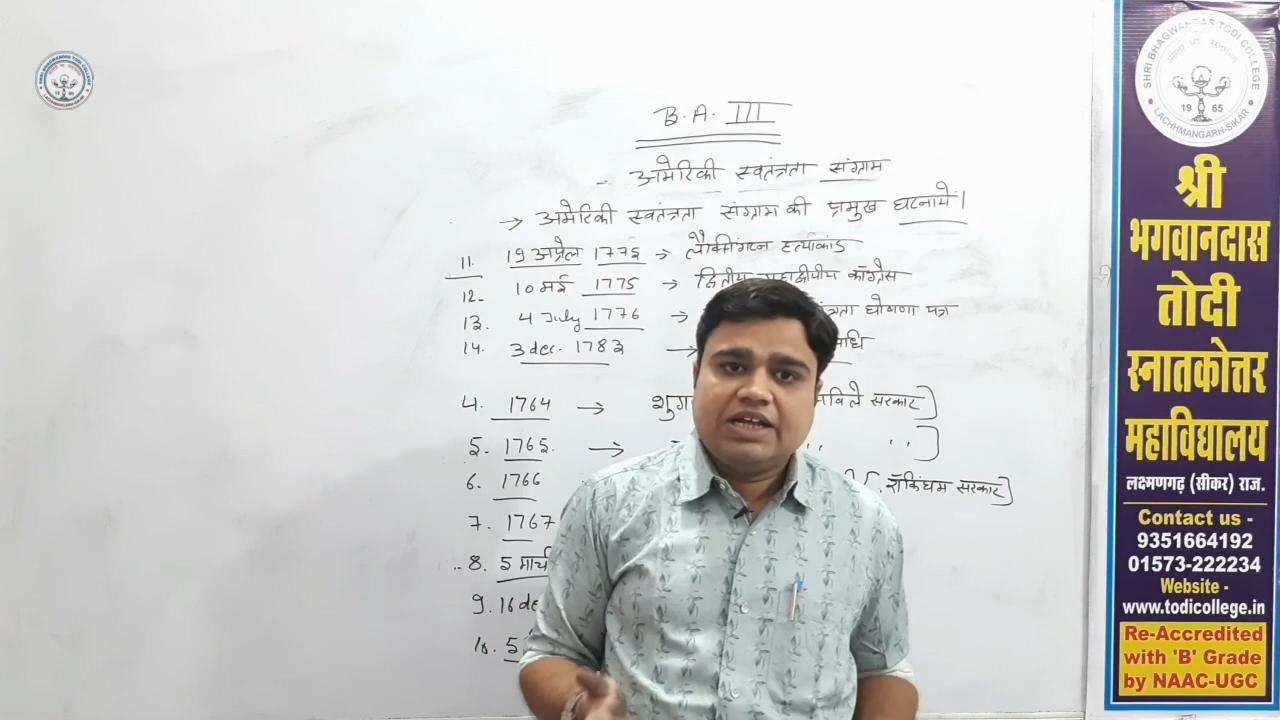 B.A. III
अमेरिकी स्वतंत्रता संग्राम
→ अमेरिकी स्वतंत्रता संग्राम की प्रमुख घटनाये।
11. 19 अप्रेल 1775 → लैक्सिंगटन हत्याकांड
12. 10 मई 1775 → द्वितीय महाद्वीपीय कॉंग्रेस
13. 4 July 1776 → घोषणा पत्र
14. 3 dec. 1783 →
4. 1764 → सरकार]
5. 1765 → ,, ,, ]
6. 1766 रॉकिंघम सरकार]
7. 1767
8. 5 मार्च
9. 16 de
10. 5
SHRI BHAGWANDAS TODI COLLEGE
1965
LACHHMANGARH-SIKAR
श्री
भगवानदास
तोदी
स्नातकोत्तर
महाविद्यालय
लक्ष्मणगढ़ (सीकर) राज.
Contact us -
9351664192
01573-222234
Website -
www.todicollege.in
Re-Accredited
with 'B' Grade
by NAAC-UGC